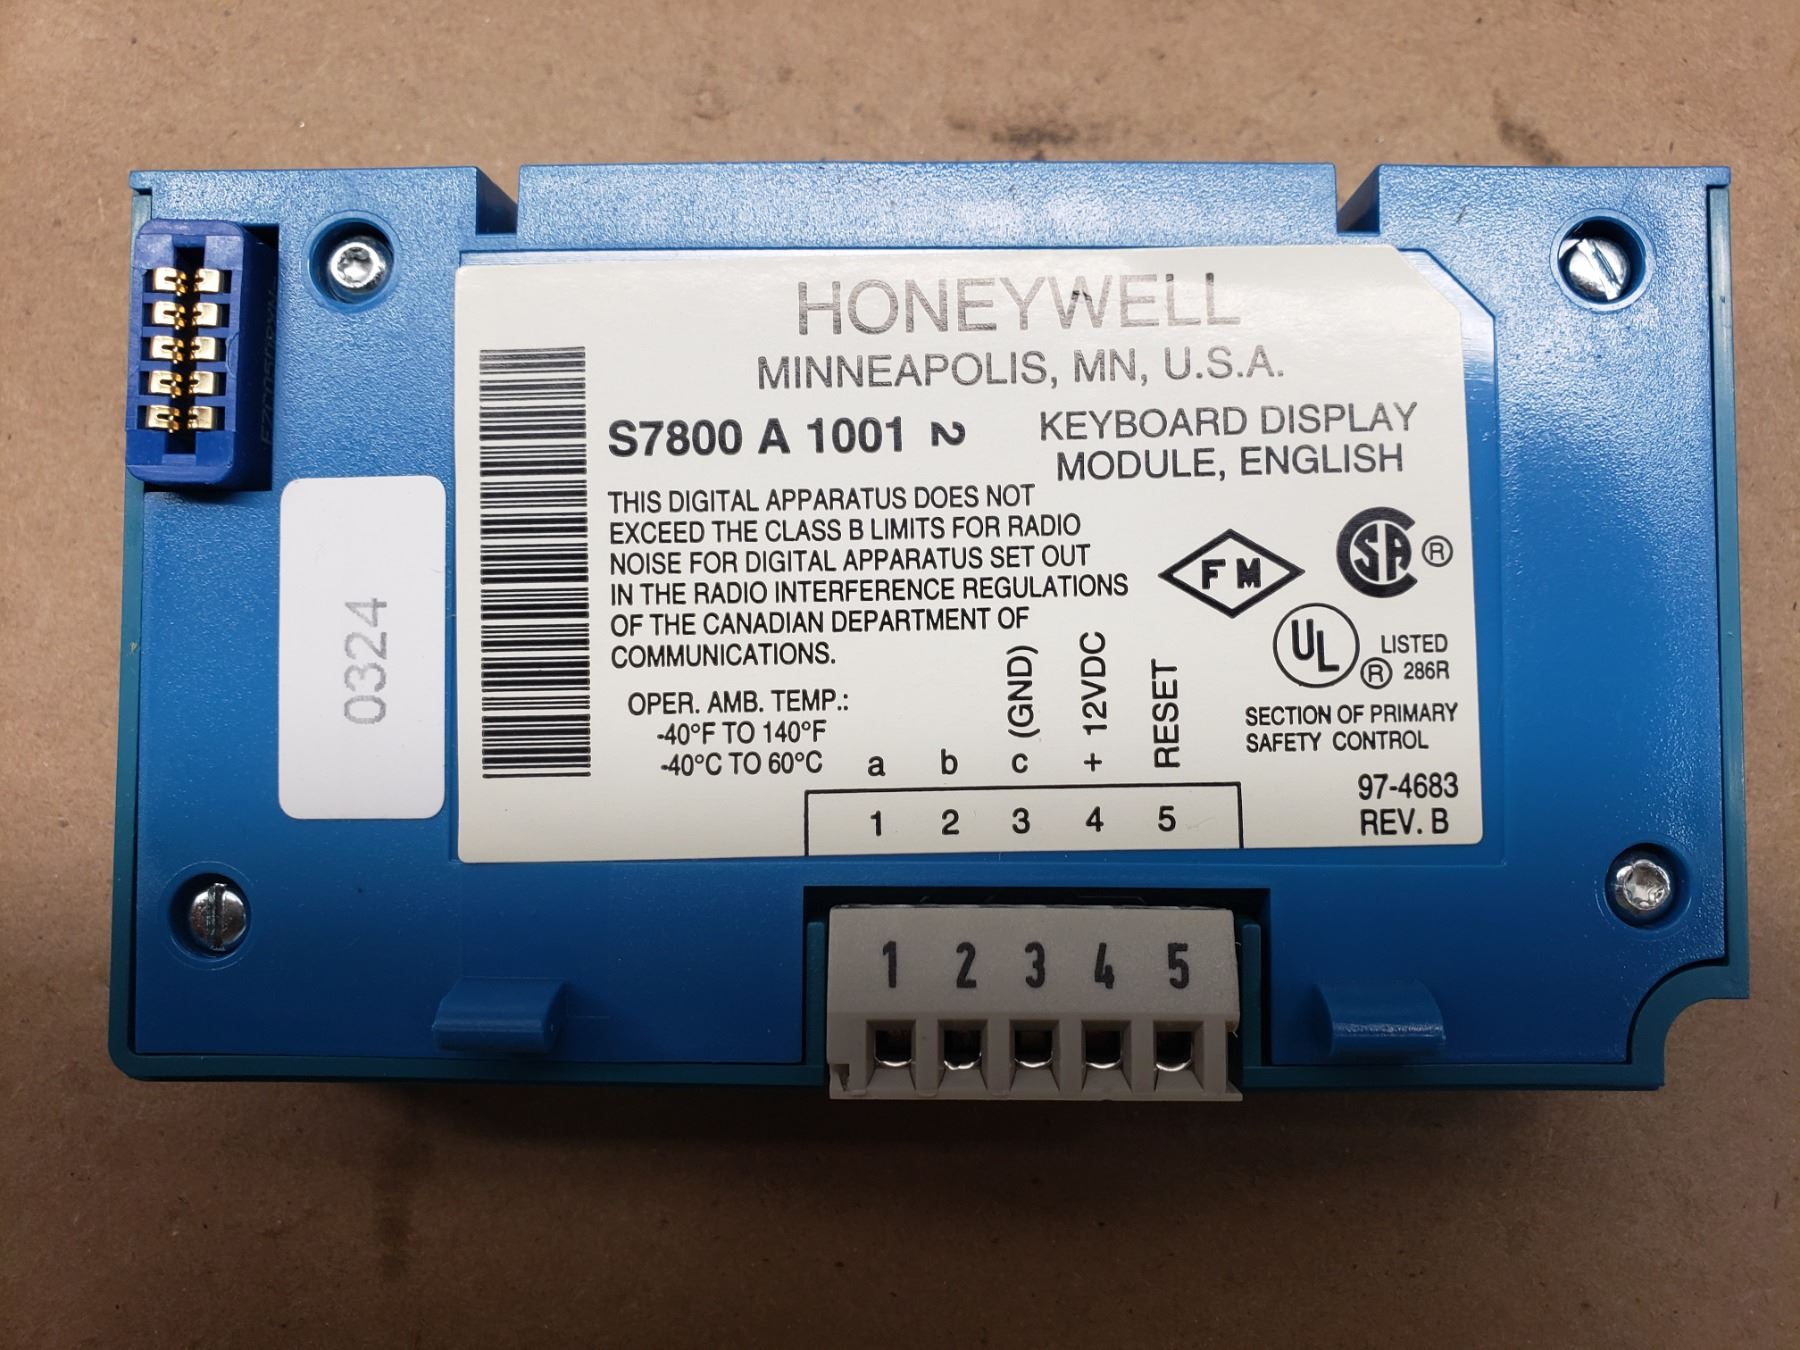 HONEYWELL
MINNEAPOLIS, MN, U.S.A.
S7800 A 1001 2
KEYBOARD DISPLAY
MODULE, ENGLISH
THIS DIGITAL APPARATUS DOES NOT
EXCEED THE CLASS B LIMITS FOR RADIO
NOISE FOR DIGITAL APPARATUS SET OUT
IN THE RADIO INTERFERENCE REGULATIONS
OF THE CANADIAN DEPARTMENT OF
COMMUNICATIONS.
FM
SA ®
UL ® LISTED
286R
SECTION OF PRIMARY
SAFETY CONTROL
OPER. AMB. TEMP.:
-40°F TO 140°F
-40°C TO 60°C
a b c (GND) + 12VDC RESET
1 2 3 4 5
97-4683
REV. B
0324
1 2 3 4 5